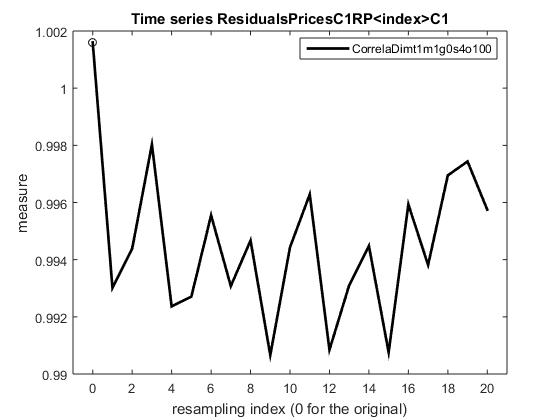 Time series ResidualsPricesC1RP<index>C1
CorrelaDimt1m1g0s4o100
1.002
1
0.998
0.996
0.994
0.992
0.99
measure
0 2 4 6 8 10 12 14 16 18 20
resampling index (0 for the original)